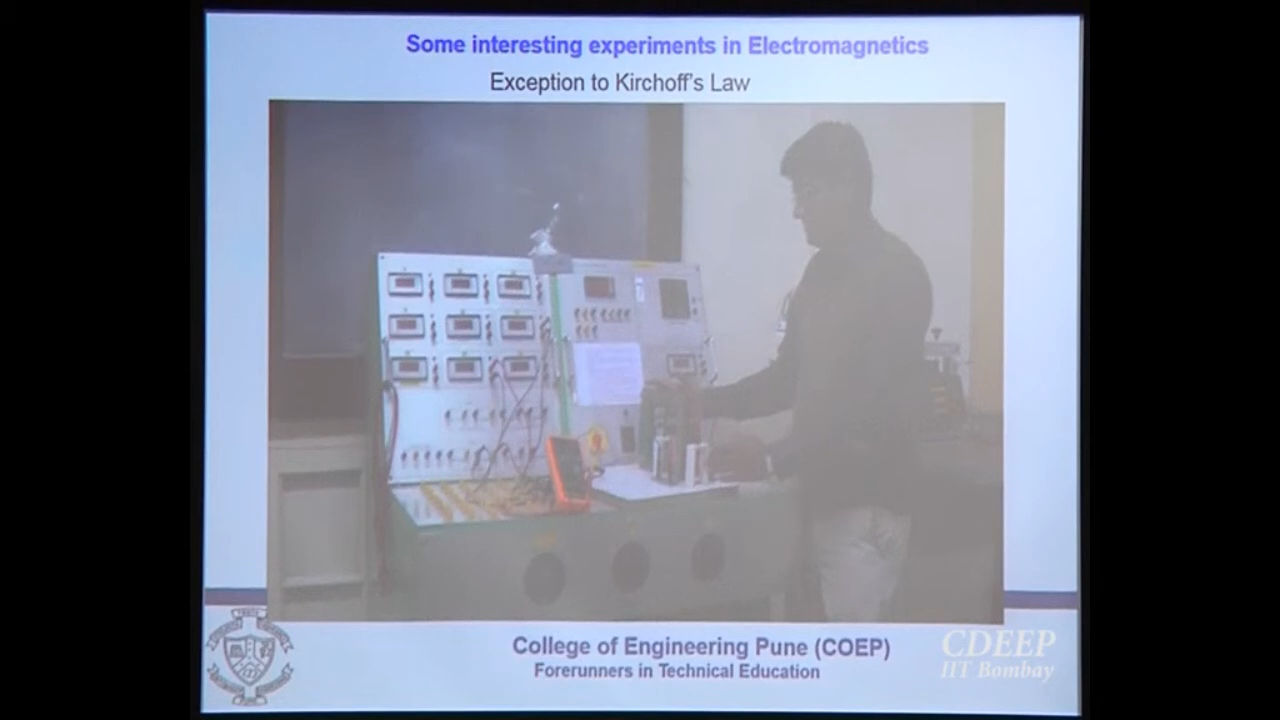 Some interesting experiments in Electromagnetics
Exception to Kirchoff's Law
College of Engineering Pune (COEP)
Forerunners in Technical Education
CDEEP
IIT Bombay